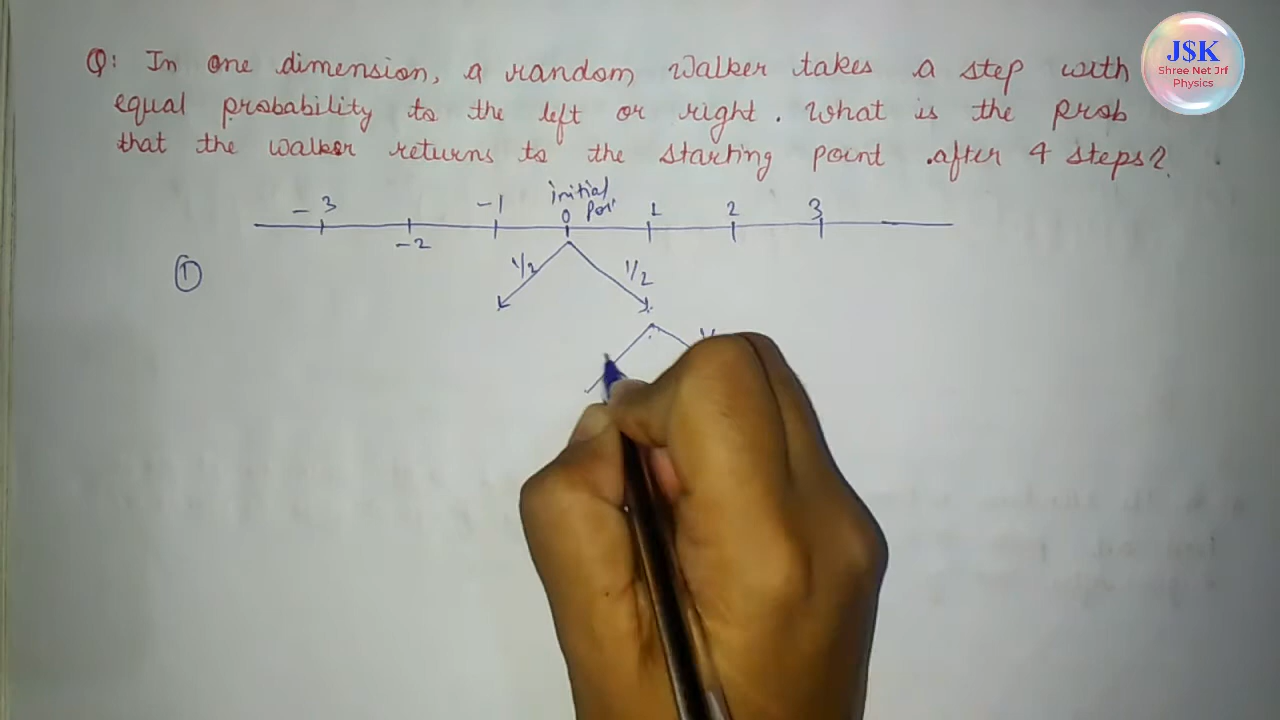 Q: In one dimension, a random walker takes a step with
equal probability to the left or right. What is the prob
that the walker returns to the starting point after 4 steps?
initial
-3 -1 0 1 2 3
-2
① 1/2 1/2
J$K
Shree Net Jrf
Physics